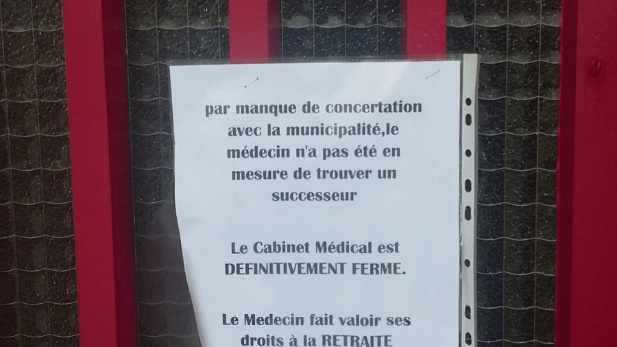 par manque de concertation
avec la municipalité,le
médecin n'a pas été en
mesure de trouver un
successeur
Le Cabinet Médical est
DEFINITIVEMENT FERME.
Le Medecin fait valoir ses
droits à la RETRAITE